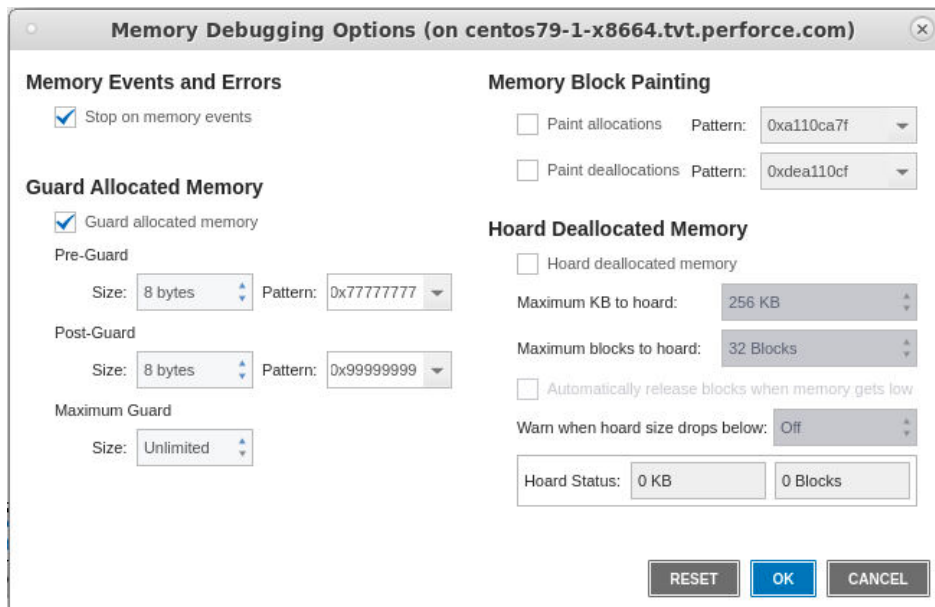 Memory Debugging Options (on centos79-1-x8664.tvt.perforce.com)
Memory Events and Errors
Stop on memory events
Guard Allocated Memory
Guard allocated memory
Pre-Guard
Size: 8 bytes Pattern: 0x77777777
Post-Guard
Size: 8 bytes Pattern: 0x99999999
Maximum Guard
Size: Unlimited
Memory Block Painting
Paint allocations Pattern: 0xa110ca7f
Paint deallocations Pattern: 0xdea110cf
Hoard Deallocated Memory
Hoard deallocated memory
Maximum KB to hoard: 256 KB
Maximum blocks to hoard: 32 Blocks
Automatically release blocks when memory gets low
Warn when hoard size drops below: Off
Hoard Status: 0 KB 0 Blocks
RESET OK CANCEL